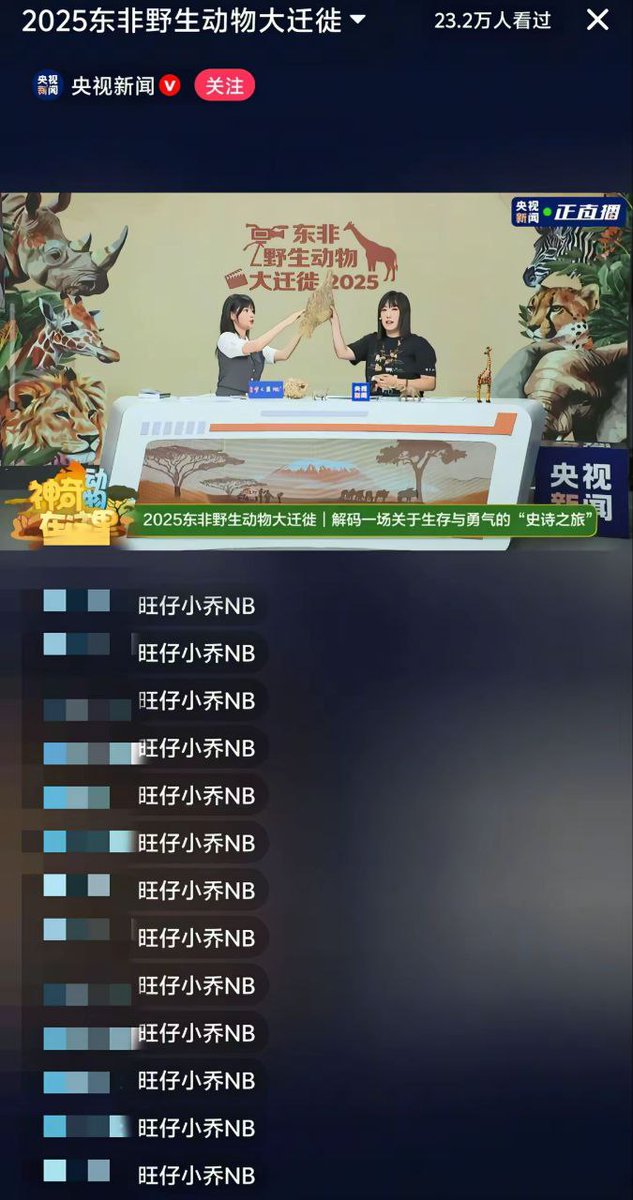 2025东非野生动物大迁徙
23.2万人看过
央视
新闻
央视新闻
关注
央视
新闻
正直播
东非
野生动物
大迁徙 2025
央视
新闻
央视
新闻
神奇动物
在这里
2025东非野生动物大迁徙｜解码一场关于生存与勇气的“史诗之旅”
旺仔小乔NB
旺仔小乔NB
旺仔小乔NB
旺仔小乔NB
旺仔小乔NB
旺仔小乔NB
旺仔小乔NB
旺仔小乔NB
旺仔小乔NB
旺仔小乔NB
旺仔小乔NB
旺仔小乔NB
旺仔小乔NB